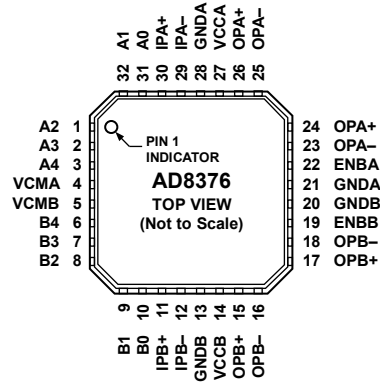 A1
A0
IPA+
IPA–
GNDA
VCCA
OPA+
OPA–
32
31
30
29
28
27
26
25
A2 1
A3 2
A4 3
VCMA 4
VCMB 5
B4 6
B3 7
B2 8
PIN 1
INDICATOR
AD8376
TOP VIEW
(Not to Scale)
24 OPA+
23 OPA–
22 ENBA
21 GNDA
20 GNDB
19 ENBB
18 OPB–
17 OPB+
9
10
11
12
13
14
15
16
B1
B0
IPB+
IPB–
GNDB
VCCB
OPB+
OPB–